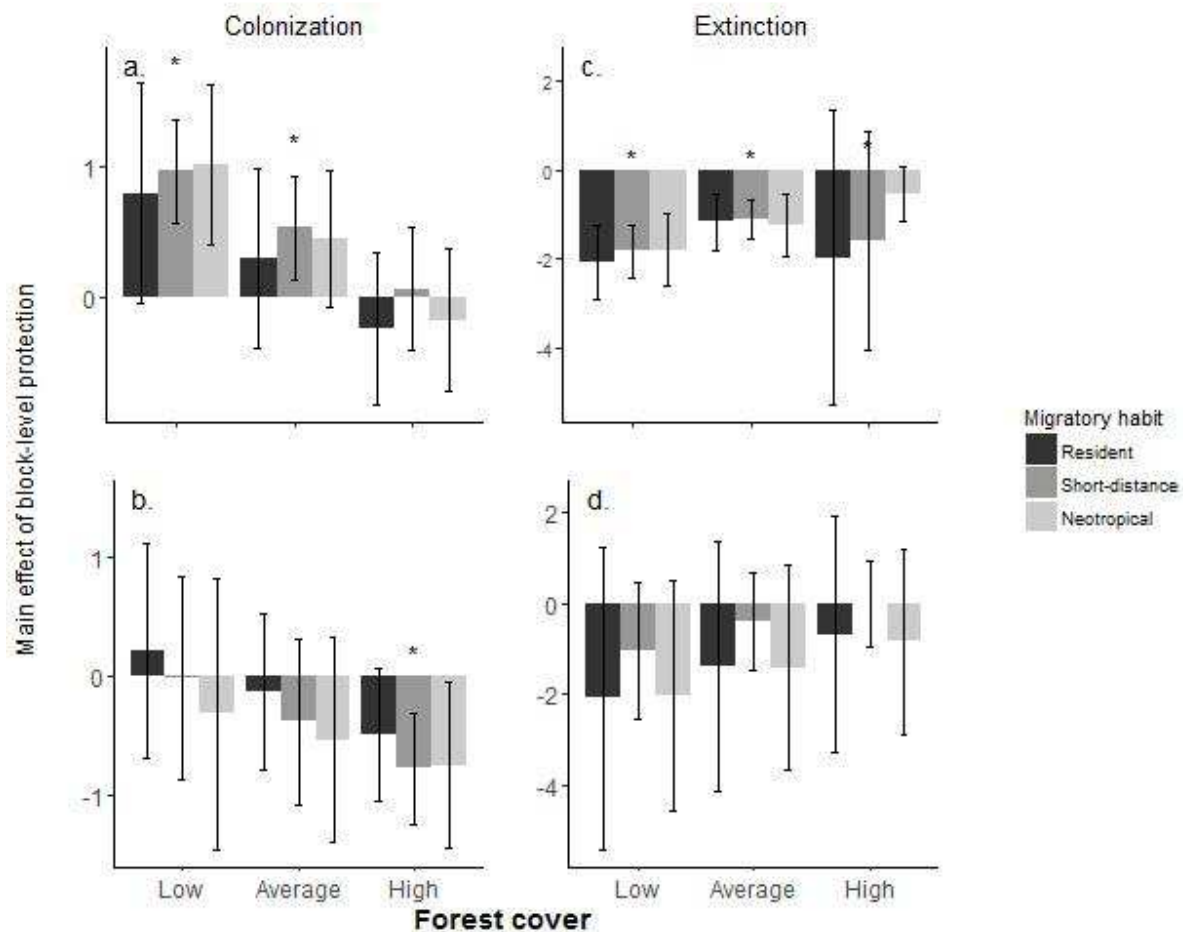 Colonization
Extinction
Main effect of block-level protection
a.
*
*
1
0
c.
*
*
*
2
0
-2
-4
b.
*
1
0
-1
Low
Average
High
d.
2
0
-2
-4
Low
Average
High
Forest cover
Migratory habit
Resident
Short-distance
Neotropical